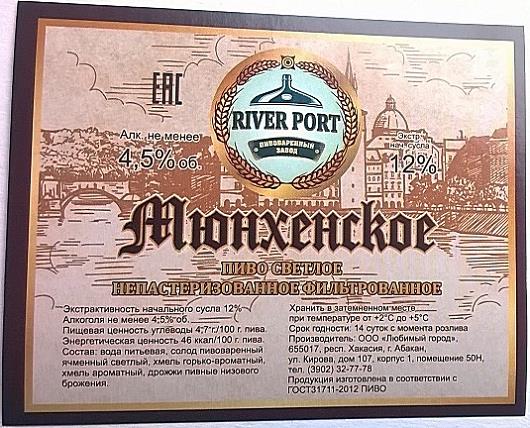 ЕАС
RIVER PORT
ПИВОВАРЕННЫЙ
ЗАВОД
Алк. не менее
4,5% об.
Экстр.
нач. сусла
12%
Мюнхенское
ПИВО СВЕТЛОЕ
НЕПАСТЕРИЗОВАННОЕ ФИЛЬТРОВАННОЕ
Экстрактивность начального сусла 12%
Алкоголя не менее 4,5%об.
Пищевая ценность углеводы 4,7 г./100 г. пива.
Энергетическая ценность 46 ккал/100 г. пива.
Состав: вода питьевая, солод пивоваренный
ячменный светлый, хмель горько-ароматный,
хмель ароматный, дрожжи пивные низового
брожения.
Хранить в затемненном месте
при температуре от +2°С до +5°С
Срок годности: 14 суток с момента розлива
Производитель: ООО «Любимый город»,
655017, респ. Хакасия, г. Абакан,
ул. Кирова, дом 107, корпус 1, помещение 50Н,
тел. (3902) 32-77-78
Продукция изготовлена в соответствии с
ГОСТ31711-2012 ПИВО